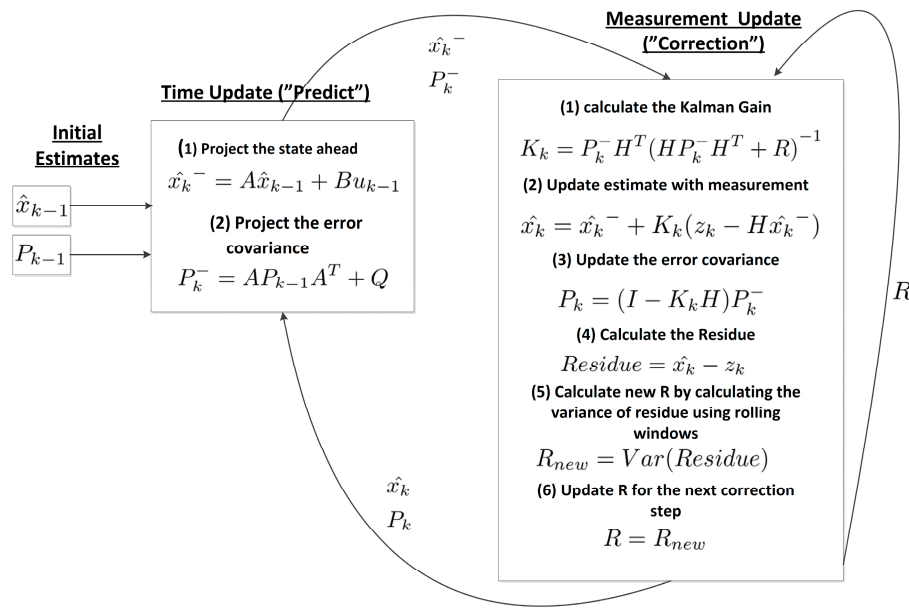 Initial
Estimates
$\hat{x}_{k-1}$
$P_{k-1}$
Time Update ("Predict")
(1) Project the state ahead
$\hat{x_k}^- = A\hat{x}_{k-1} + Bu_{k-1}$
(2) Project the error
covariance
$P_k^- = AP_{k-1}A^T + Q$
$\hat{x_k}^-$
$P_k^-$
Measurement Update
("Correction")
(1) calculate the Kalman Gain
$K_k = P_k^- H^T (HP_k^- H^T + R)^{-1}$
(2) Update estimate with measurement
$\hat{x_k} = \hat{x_k}^- + K_k(z_k - H\hat{x_k}^-)$
(3) Update the error covariance
$P_k = (I - K_k H)P_k^-$
(4) Calculate the Residue
$Residue = \hat{x_k} - z_k$
(5) Calculate new R by calculating the
variance of residue using rolling
windows
$R_{new} = Var(Residue)$
(6) Update R for the next correction
step
$R = R_{new}$
R
$\hat{x_k}$
$P_k$